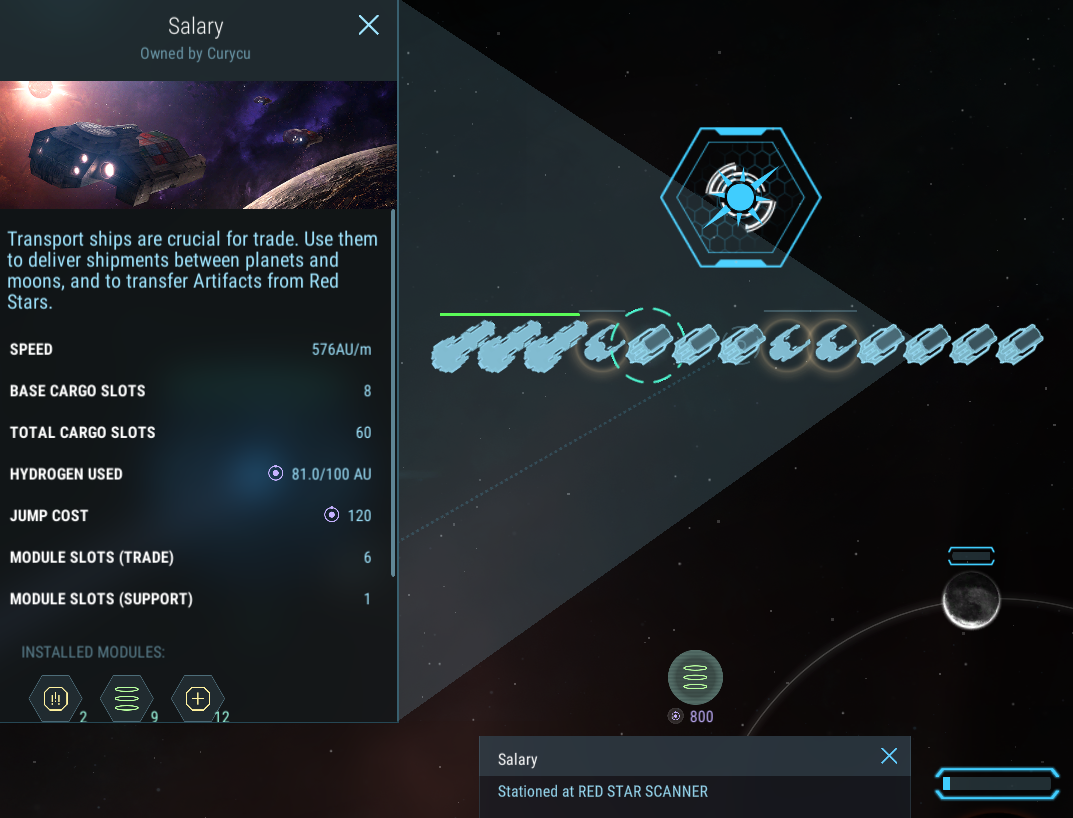 Salary
Owned by Curycu
Transport ships are crucial for trade. Use them
to deliver shipments between planets and
moons, and to transfer Artifacts from Red
Stars.
SPEED 576AU/m
BASE CARGO SLOTS 8
TOTAL CARGO SLOTS 60
HYDROGEN USED 81.0/100 AU
JUMP COST 120
MODULE SLOTS (TRADE) 6
MODULE SLOTS (SUPPORT) 1
INSTALLED MODULES:
2 9 12
800
Salary
Stationed at RED STAR SCANNER